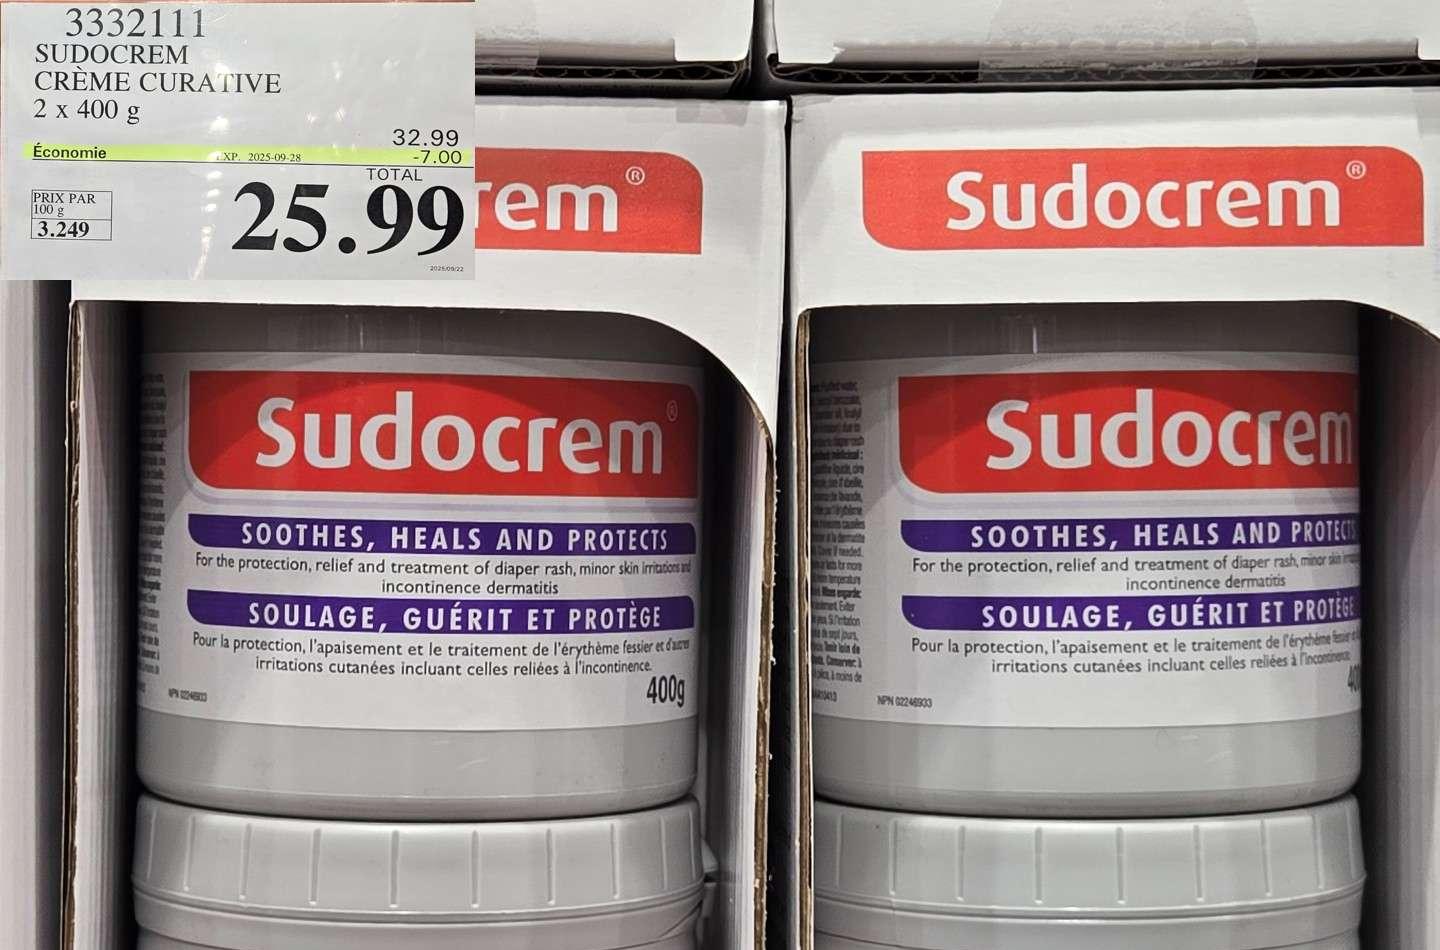 3332111
SUDOCREM
CRÈME CURATIVE
2 x 400 g
32.99
Économie EXP. 2025-09-28 -7.00
TOTAL
25.99
PRIX PAR
100 g
3.249
2025/09/22
rem®
Sudocrem®
Sudocrem®
SOOTHES, HEALS AND PROTECTS
For the protection, relief and treatment of diaper rash, minor skin irritations and
incontinence dermatitis
SOULAGE, GUÉRIT ET PROTÈGE
Pour la protection, l'apaisement et le traitement de l'érythème fessier et d'autres
irritations cutanées incluant celles reliées à l'incontinence.
NPN 02246933
400g
Sudocrem
SOOTHES, HEALS AND PROTECTS
For the protection, relief and treatment of diaper rash, minor skin
incontinence dermatitis
SOULAGE, GUÉRIT ET PROTÈGE
Pour la protection, l'apaisement et le traitement de l'érythème fessier
irritations cutanées incluant celles reliées à l'incontinence
NPN 02246933